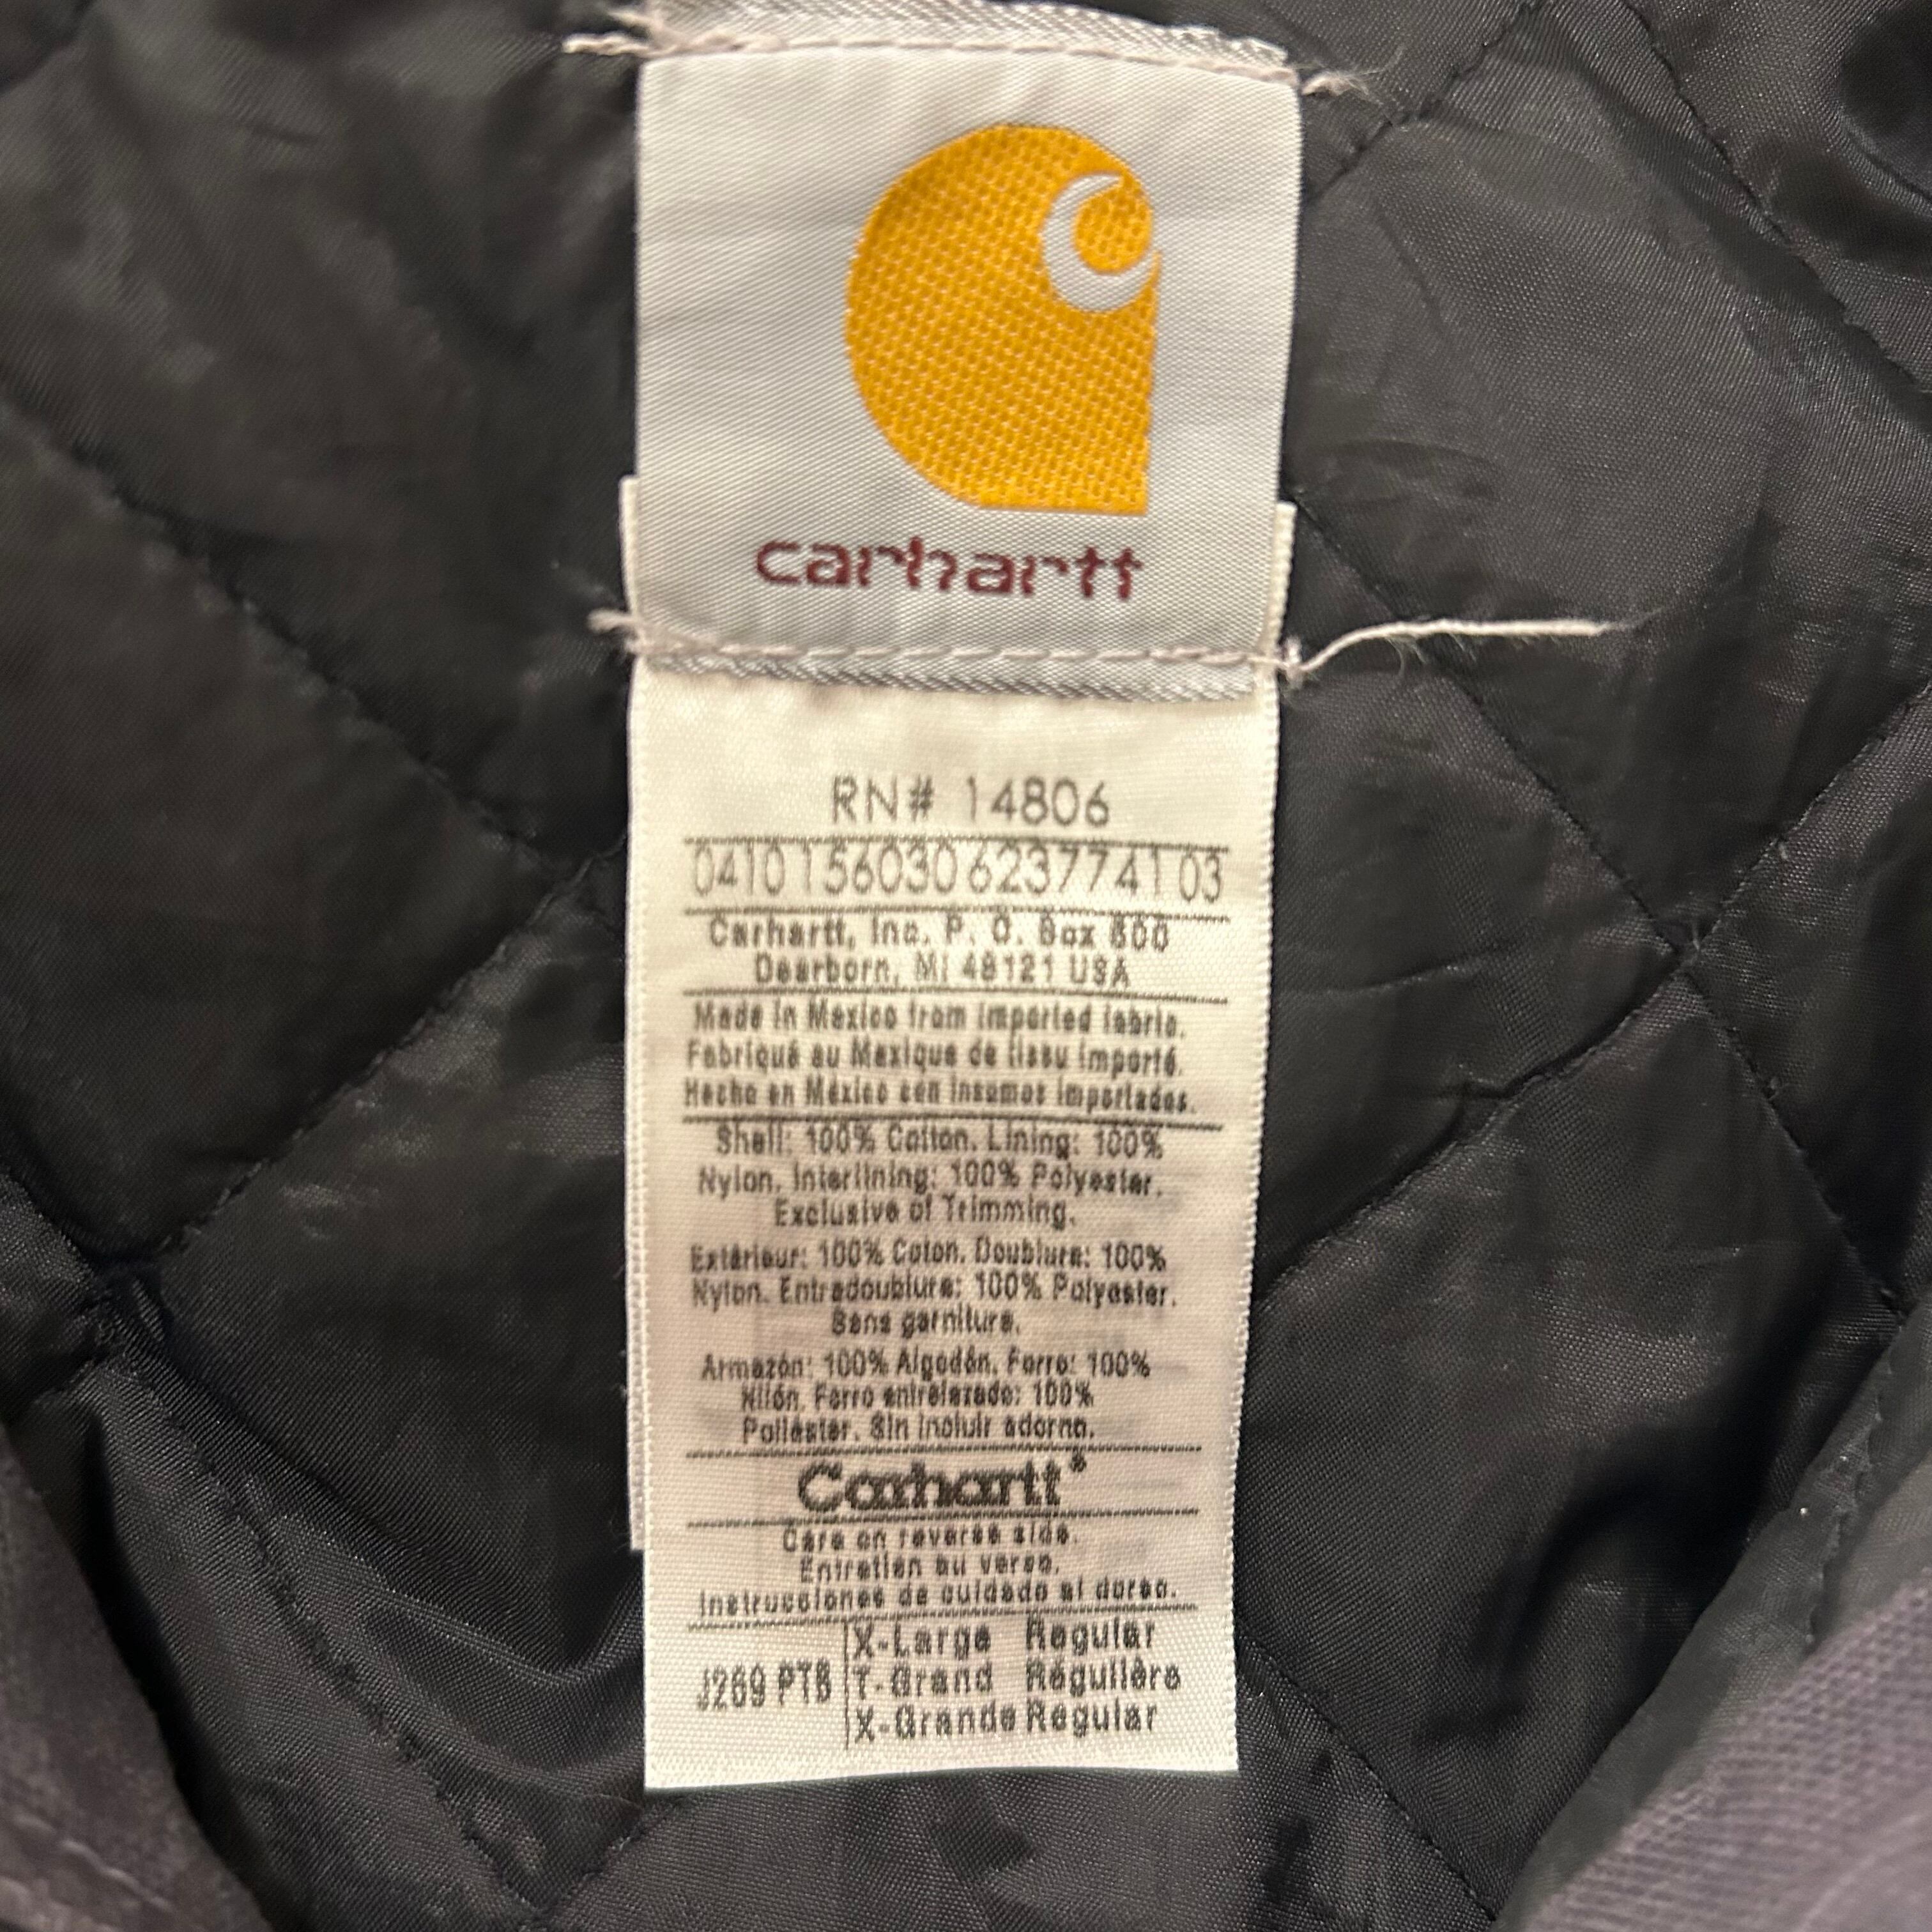 carhartt
RN# 14806
04101560306237741 03
Carhartt, Inc. P. O. Box 600
Dearborn, MI 48121 USA
Made in Mexico from imported fabric.
Fabriqué au Mexique de tissu importé.
Hecho en México con insumos importados.
Shell: 100% Cotton. Lining: 100%
Nylon. Interlining: 100% Polyester.
Exclusive of Trimming.
Extérieur: 100% Coton. Doublure: 100%
Nylon. Entredoublure: 100% Polyester.
Sans garniture.
Armazón: 100% Algodón. Forro: 100%
Nilón. Forro entrelazado: 100%
Poliéster. Sin incluir adorno.
Carhartt®
Care on reverse side.
Entretien au verso.
Instrucciones de cuidado al dorso.
X-Large Regular
J269 PTB T-Grand Régulière
X-Grande Regular